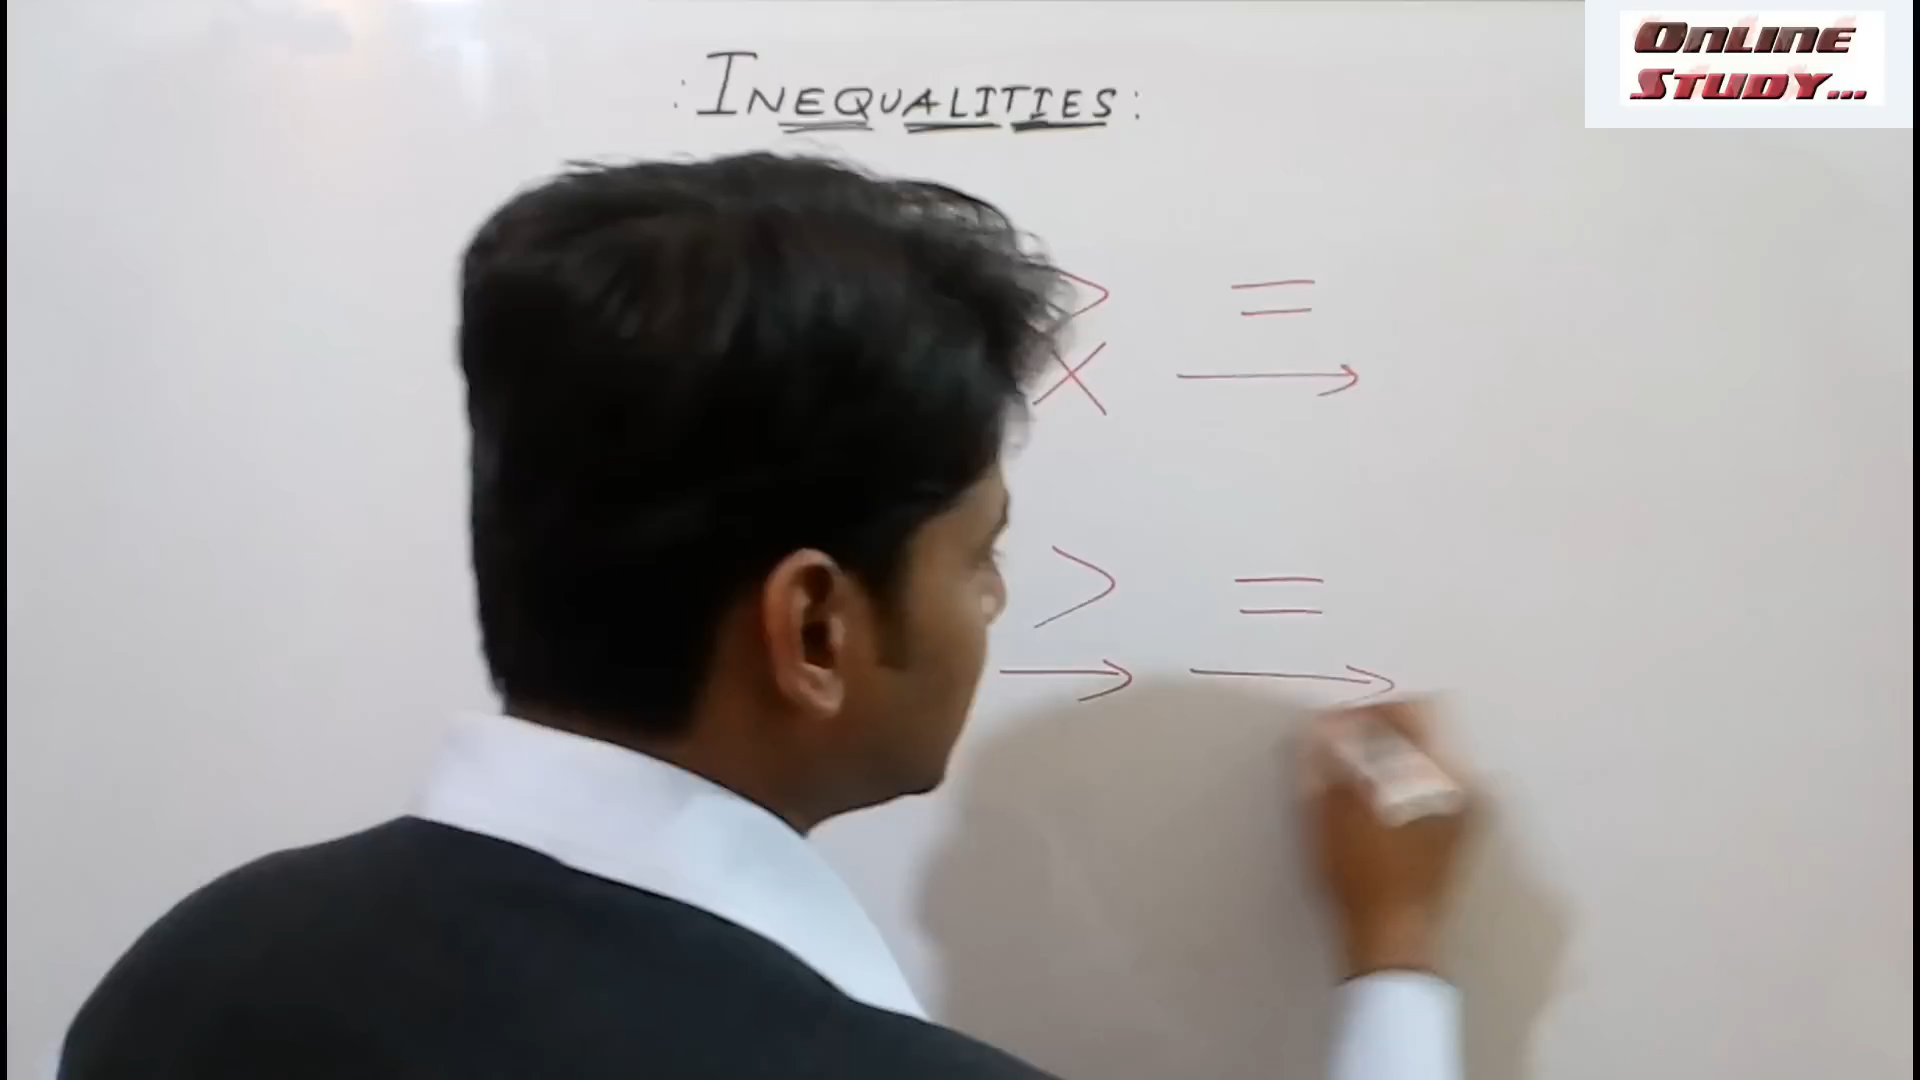 : INEQUALITIES :
ONLINE
STUDY...
> =
X →
> =
→ →